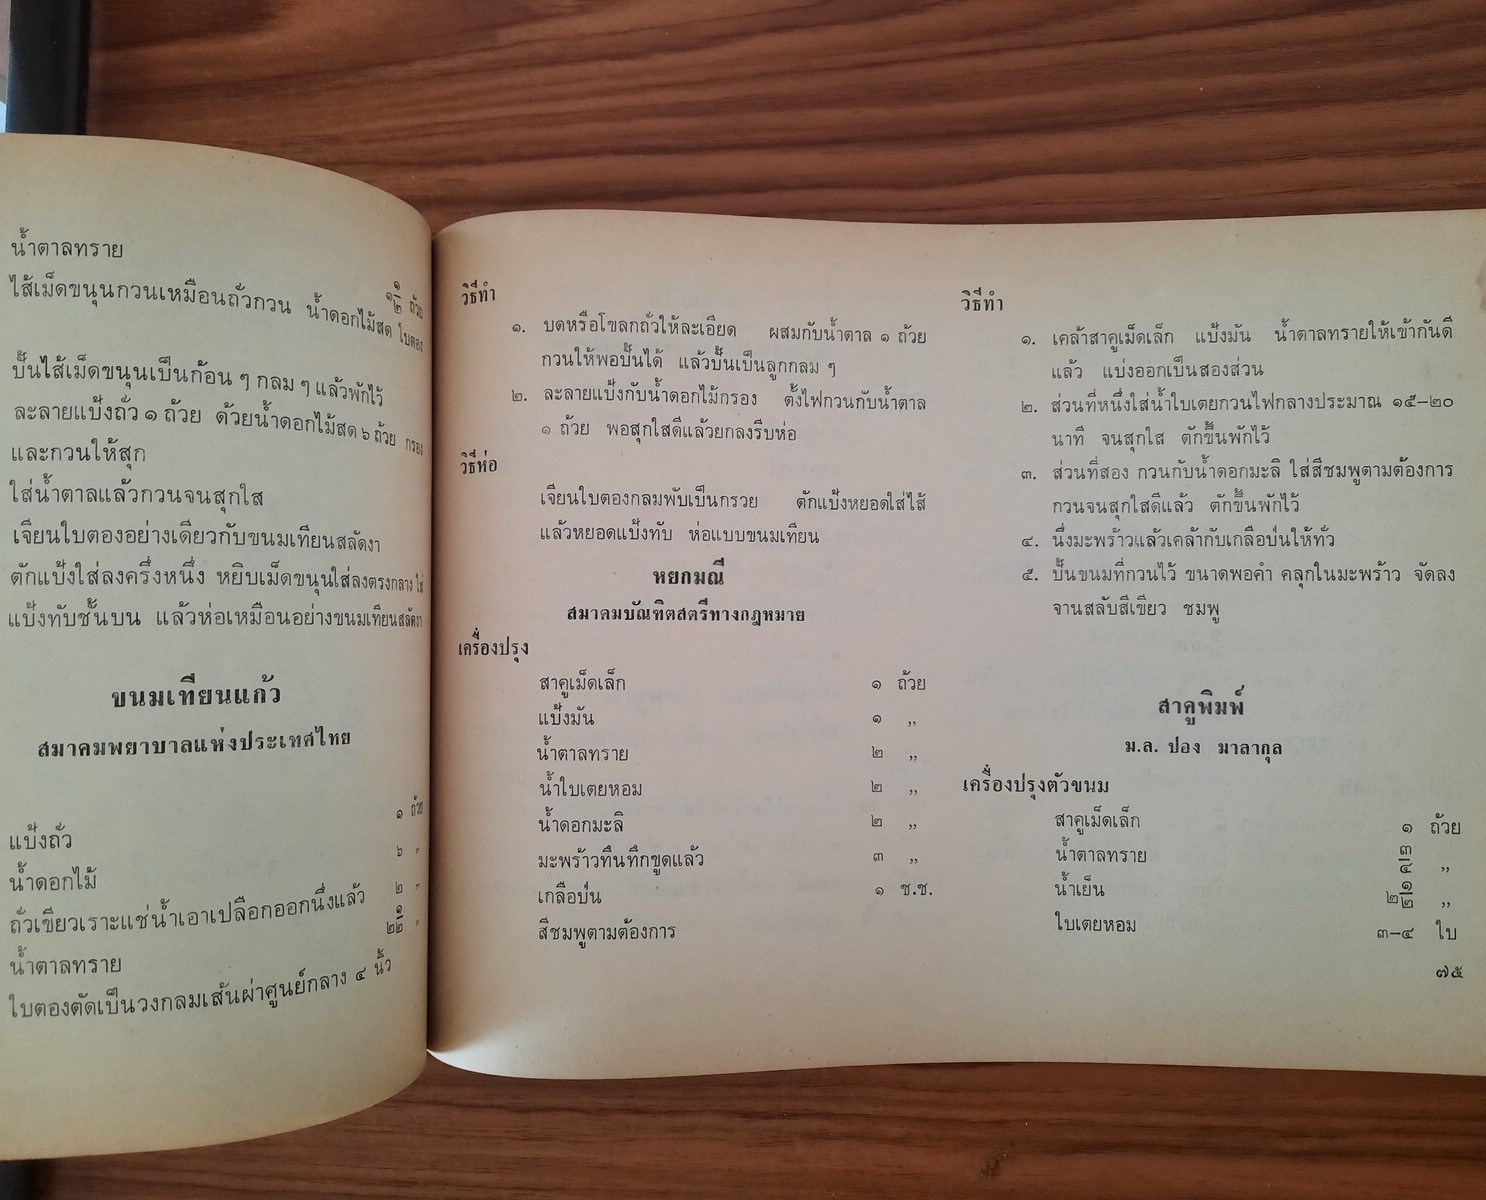 น้ำตาลทราย
๑ ๑/๒ ถ้วย
ไส้เม็ดขนุนกวนเหมือนถั่วกวน น้ำดอกไม้สด ใบตอง
ปั้นไส้เม็ดขนุนเป็นก้อน ๆ กลม ๆ แล้วพักไว้
ละลายแป้งถั่ว ๑ ถ้วย ด้วยน้ำดอกไม้สด ๖ ถ้วย กรอง
และกวนให้สุก
ใส่น้ำตาลแล้วกวนจนสุกใส
เจียนใบตองอย่างเดียวกับขนมเทียนสลัดงา
ตักแป้งใส่ลงครึ่งหนึ่ง หยิบเม็ดขนุนใส่ลงตรงกลาง ใส่
แป้งทับชั้นบน แล้วห่อเหมือนอย่างขนมเทียนสลัดงา
ขนมเทียนแก้ว
สมาคมพยาบาลแห่งประเทศไทย
แป้งถั่ว ๑ ถ้วย
น้ำดอกไม้ ๖ „
ถั่วเขียวเราะแช่น้ำเอาเปลือกออกนึ่งแล้ว ๒ „
น้ำตาลทราย ๒ ๑/๒ „
ใบตองตัดเป็นวงกลมเส้นผ่าศูนย์กลาง ๔ นิ้ว
วิธีทำ
๑. บดหรือโขลกถั่วให้ละเอียด ผสมกับน้ำตาล ๑ ถ้วย
กวนให้พอปั้นได้ แล้วปั้นเป็นลูกกลม ๆ
๒. ละลายแป้งกับน้ำดอกไม้กรอง ตั้งไฟกวนกับน้ำตาล
๑ ถ้วย พอสุกใสดีแล้วยกลงรีบห่อ
วิธีห่อ
เจียนใบตองกลมพับเป็นกรวย ตักแป้งหยอดใส่ไส้
แล้วหยอดแป้งทับ ห่อแบบขนมเทียน
หยกมณี
สมาคมบัณฑิตสตรีทางกฎหมาย
เครื่องปรุง
สาคูเม็ดเล็ก ๑ ถ้วย
แป้งมัน ๑ „
น้ำตาลทราย ๒ „
น้ำใบเตยหอม ๒ „
น้ำดอกมะลิ ๒ „
มะพร้าวทึนทึกขูดแล้ว ๓ „
เกลือป่น ๑ ช.ช.
สีชมพูตามต้องการ
วิธีทำ
๑. เคล้าสาคูเม็ดเล็ก แป้งมัน น้ำตาลทรายให้เข้ากันดี
แล้ว แบ่งออกเป็นสองส่วน
๒. ส่วนที่หนึ่งใส่น้ำใบเตยกวนไฟกลางประมาณ ๑๕–๒๐
นาที จนสุกใส ตักขึ้นพักไว้
๓. ส่วนที่สอง กวนกับน้ำดอกมะลิ ใส่สีชมพูตามต้องการ
กวนจนสุกใสดีแล้ว ตักขึ้นพักไว้
๔. นึ่งมะพร้าวแล้วเคล้ากับเกลือป่นให้ทั่ว
๕. ปั้นขนมที่กวนไว้ ขนาดพอคำ คลุกในมะพร้าว จัดลง
จานสลับสีเขียว ชมพู
สาคูพิมพ์
ม.ล. ปอง มาลากุล
เครื่องปรุงตัวขนม
สาคูเม็ดเล็ก ๑ ถ้วย
น้ำตาลทราย ๓/๔ „
น้ำเย็น ๒ ๑/๒ „
ใบเตยหอม ๓–๔ ใบ
๗๕